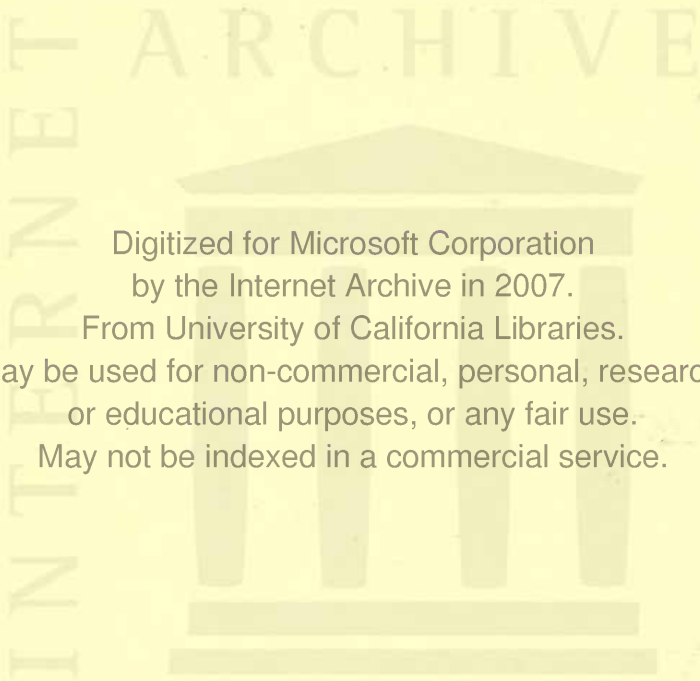 INTERNET
ARCHIVE
Digitized for Microsoft Corporation
by the Internet Archive in 2007.
From University of California Libraries.
ay be used for non-commercial, personal, researc
or educational purposes, or any fair use.
May not be indexed in a commercial service.